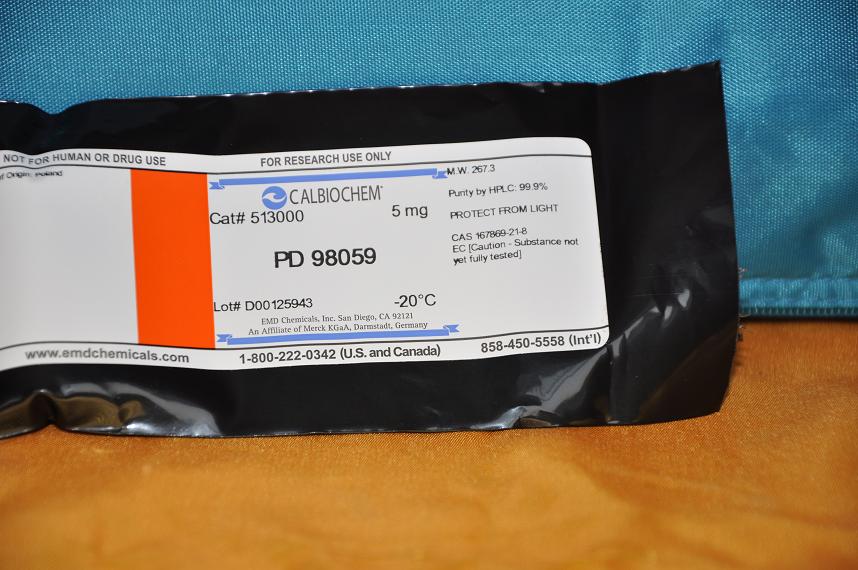 NOT FOR HUMAN OR DRUG USE
FOR RESEARCH USE ONLY
of Origin: Poland
CALBIOCHEM
Cat# 513000
5 mg
PD 98059
Lot# D00125943
-20°C
EMD Chemicals, Inc. San Diego, CA 92121
An Affiliate of Merck KGaA, Darmstadt, Germany
M.W. 267.3
Purity by HPLC: 99.9%
PROTECT FROM LIGHT
CAS 167869-21-8
EC [Caution - Substance not
yet fully tested]
www.emdchemicals.com
1-800-222-0342 (U.S. and Canada)
858-450-5558 (Int'l)